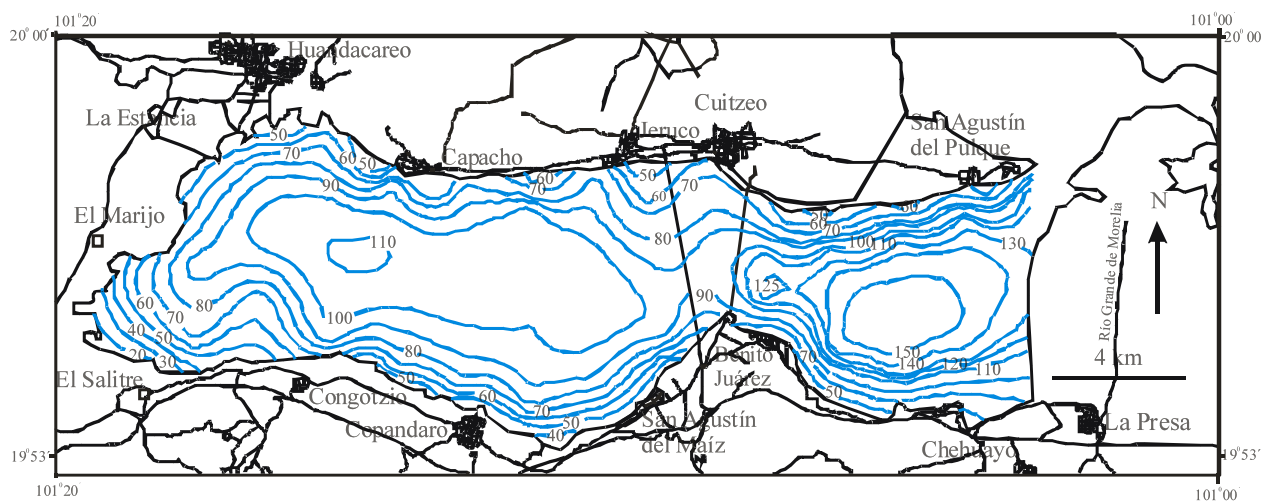 101°20'
101°00'
20°00'
20°00
Huandacareo
Cuitzeo
La Estancia
Jeruco
San Agustín
del Pulque
50
70
60
50
Capacho
90
60
70
50
60
70
50
60
70
60
80
100
110
130
El Marijo
N
110
125
90
Río Grande de Morelia
60
70
80
40
50
20
30
100
80
50
60
70
50
40
150
140
120
110
70
50
4 km
Benito
Juárez
El Salitre
Congotzio
Copandaro
San Agustín
del Maíz
La Presa
Chehuayo
19°53'
19°53'
101°20
101°00'